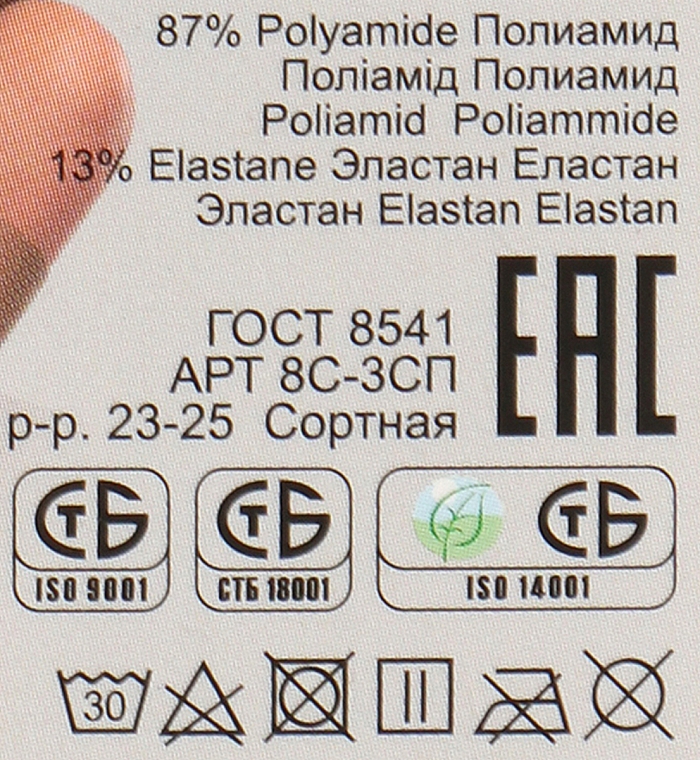 87% Polyamide Полиамид
Поліамід Полиамид
Poliamid Poliammide
13% Elastane Эластан Еластан
Эластан Elastan Elastan
ЕАС
ГОСТ 8541
АРТ 8С-3СП
р-р. 23-25 Сортная
СТБ СТБ СТБ
ISO 9001 СТБ 18001 ISO 14001
30